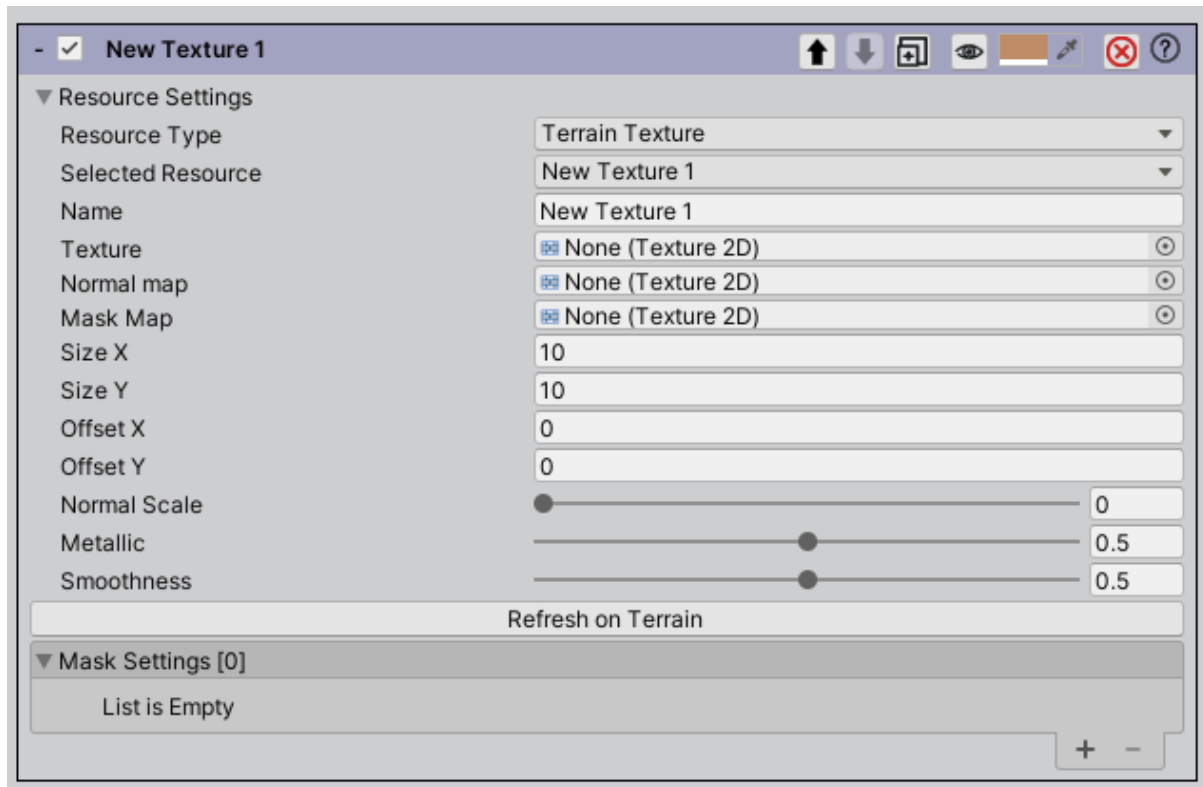 - New Texture 1
Resource Settings
Resource Type Terrain Texture
Selected Resource New Texture 1
Name New Texture 1
Texture None (Texture 2D)
Normal map None (Texture 2D)
Mask Map None (Texture 2D)
Size X 10
Size Y 10
Offset X 0
Offset Y 0
Normal Scale 0
Metallic 0.5
Smoothness 0.5
Refresh on Terrain
Mask Settings [0]
List is Empty
+ −